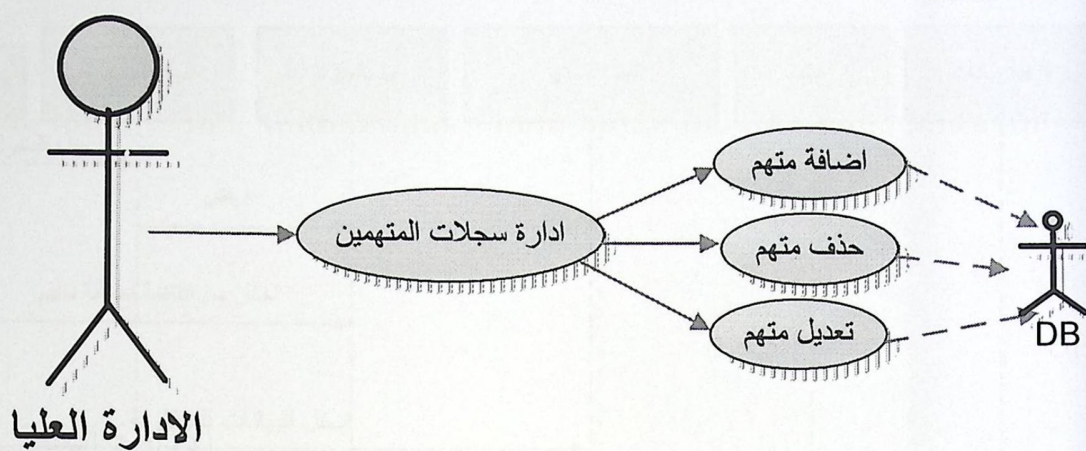 اضافة متهم
ادارة سجلات المتهمين
حذف متهم
تعديل متهم
DB
الادارة العليا